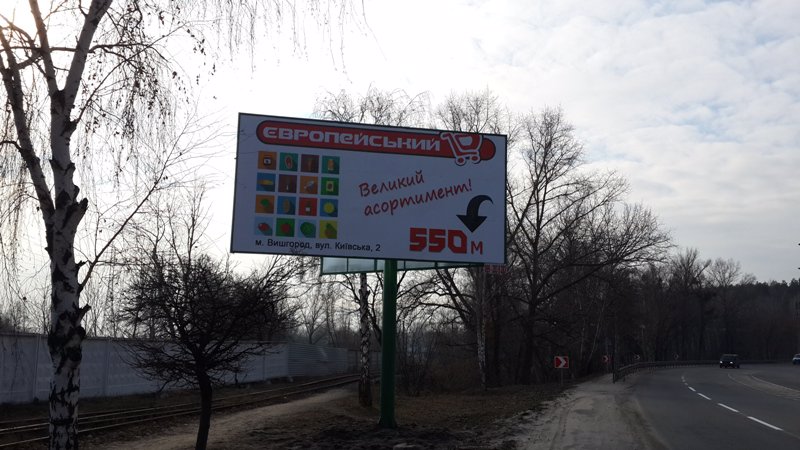 ЄВРОПЕЙСЬКИЙ
Великий
асортимент!
550 м
м. Вишгород, вул. Київська, 2